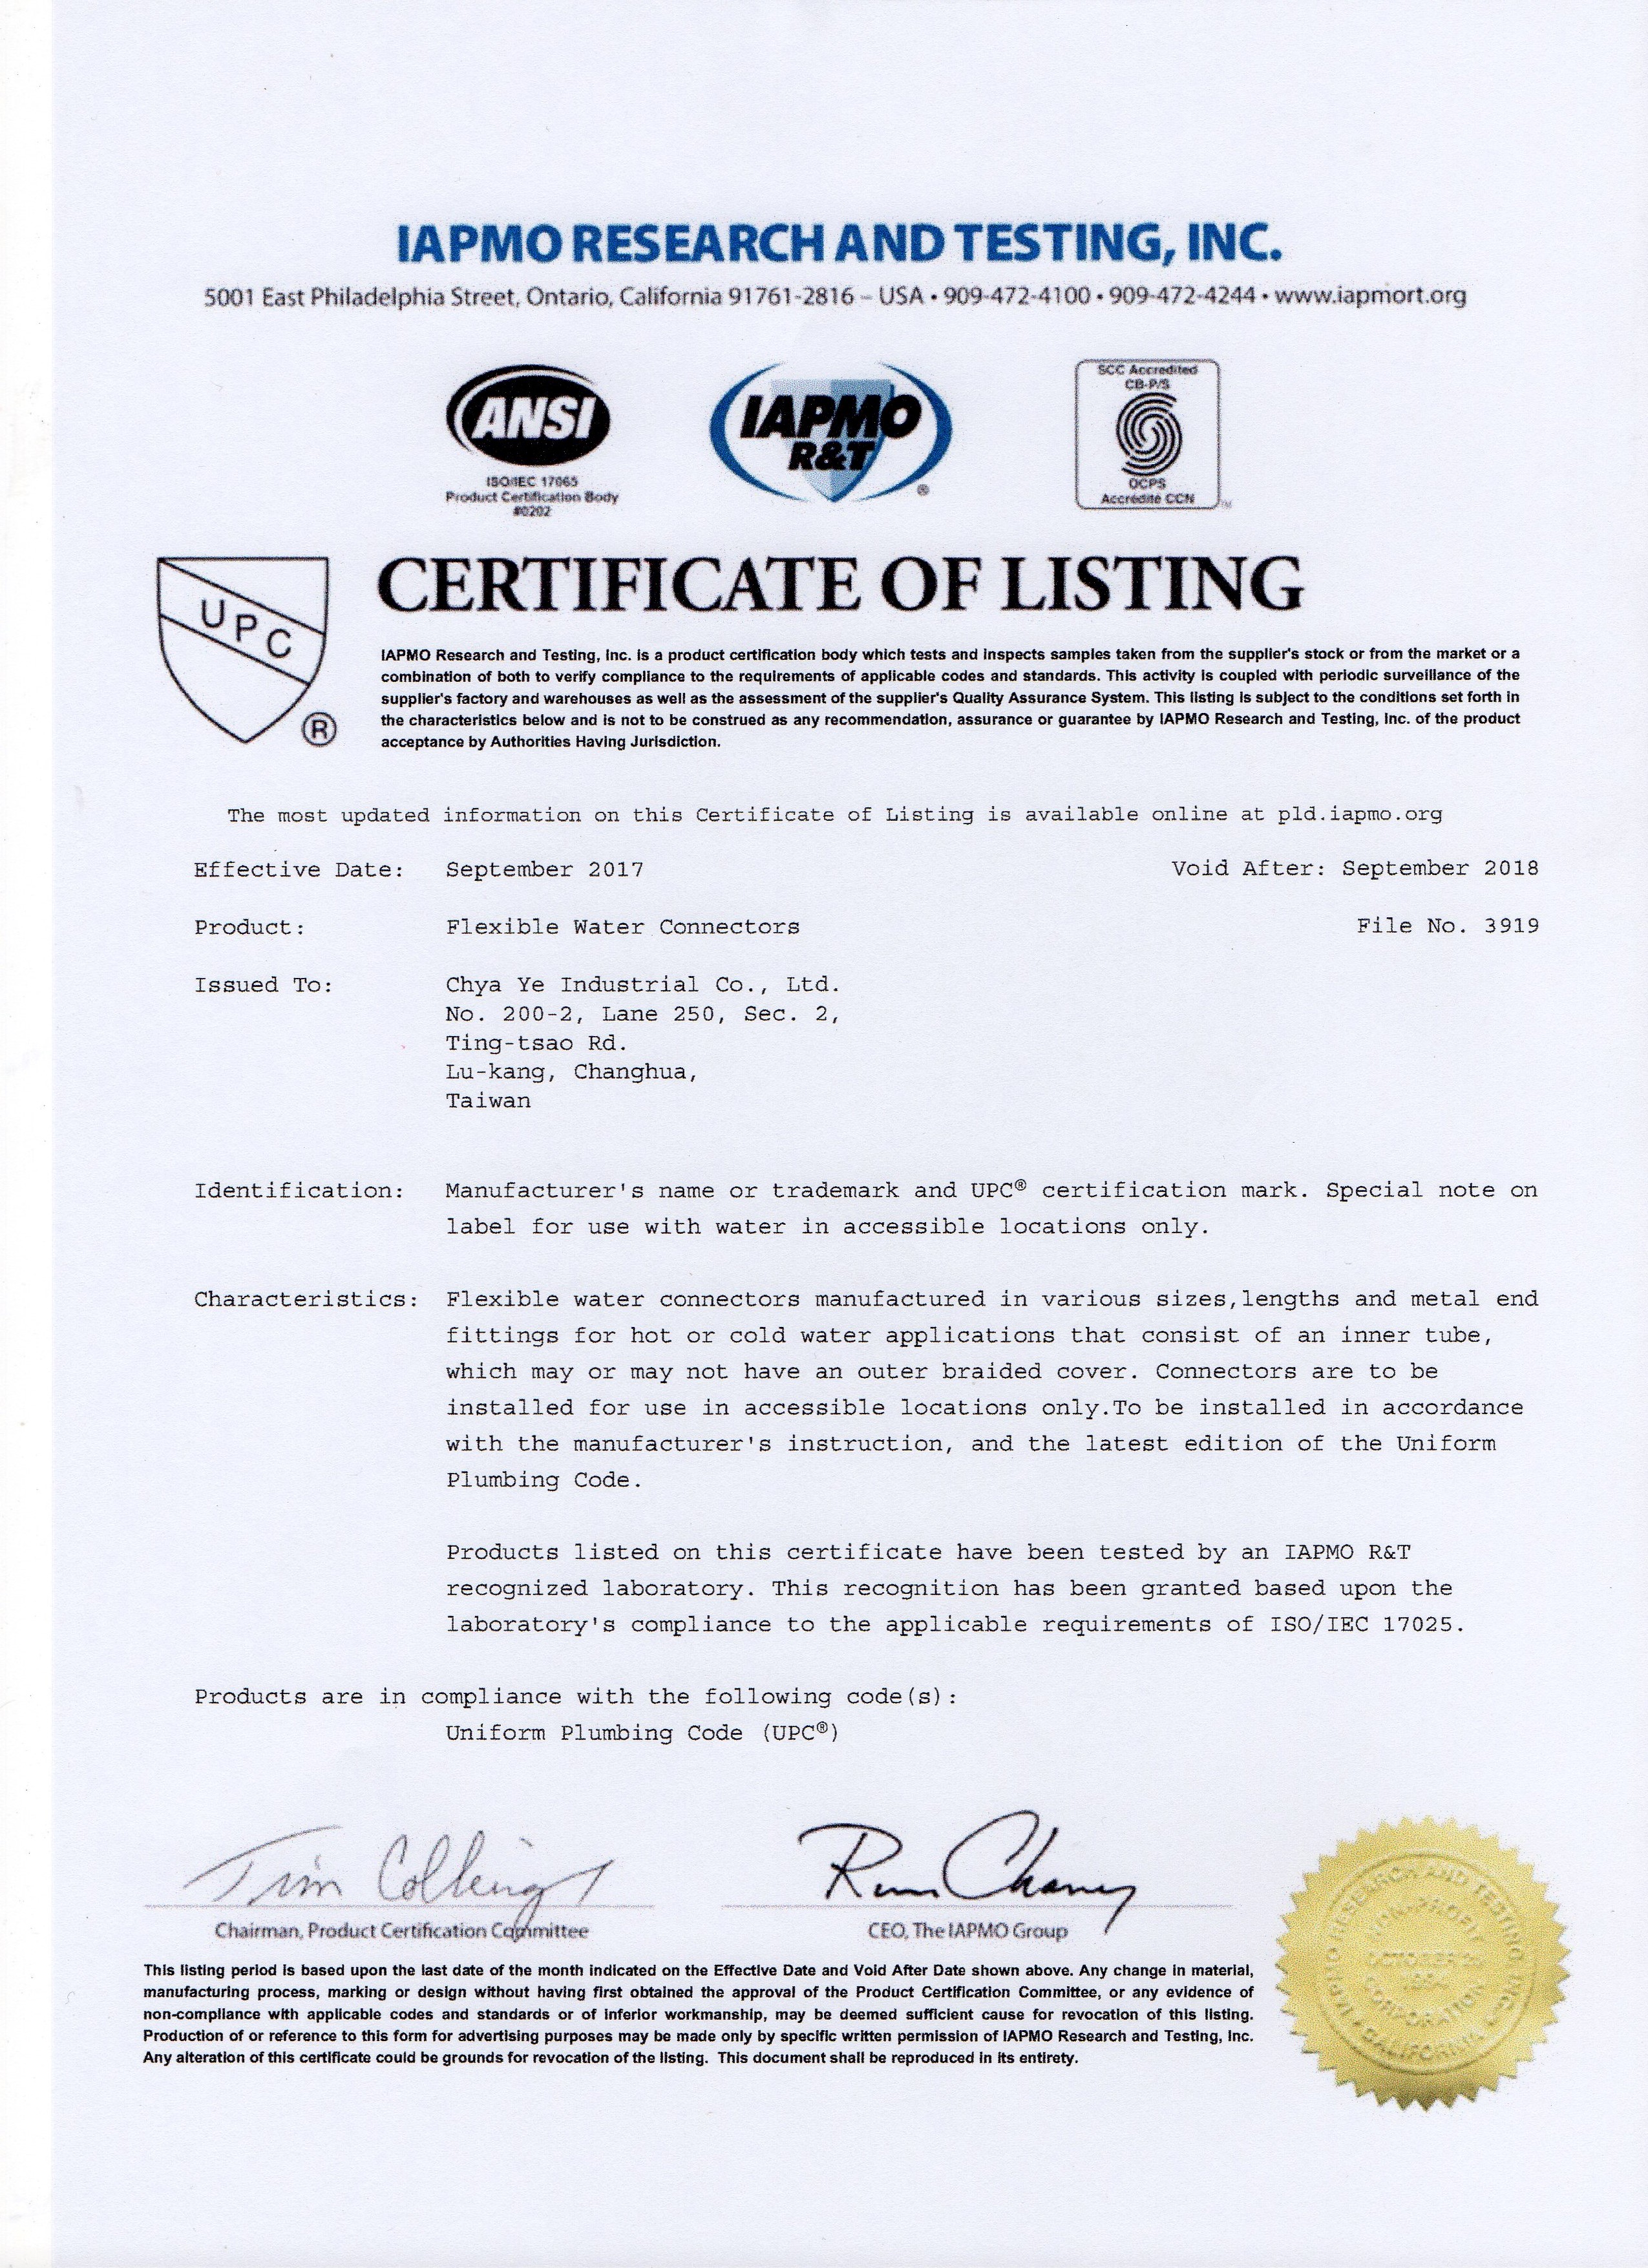 IAPMO RESEARCH AND TESTING, INC.
5001 East Philadelphia Street, Ontario, California 91761-2816 – USA • 909-472-4100 • 909-472-4244 • www.iapmort.org
ANSI
ISO/IEC 17065
Product Certification Body
#0202
IAPMO
R&T
®
SCC Accredited
CB-P/S
OCPS
Accrédité CCN
TM
UPC
®
CERTIFICATE OF LISTING
IAPMO Research and Testing, Inc. is a product certification body which tests and inspects samples taken from the supplier's stock or from the market or a
combination of both to verify compliance to the requirements of applicable codes and standards. This activity is coupled with periodic surveillance of the
supplier's factory and warehouses as well as the assessment of the supplier's Quality Assurance System. This listing is subject to the conditions set forth in
the characteristics below and is not to be construed as any recommendation, assurance or guarantee by IAPMO Research and Testing, Inc. of the product
acceptance by Authorities Having Jurisdiction.
The most updated information on this Certificate of Listing is available online at pld.iapmo.org
Effective Date: September 2017 Void After: September 2018
Product: Flexible Water Connectors File No. 3919
Issued To: Chya Ye Industrial Co., Ltd.
No. 200-2, Lane 250, Sec. 2,
Ting-tsao Rd.
Lu-kang, Changhua,
Taiwan
Identification: Manufacturer's name or trademark and UPC® certification mark. Special note on
label for use with water in accessible locations only.
Characteristics: Flexible water connectors manufactured in various sizes,lengths and metal end
fittings for hot or cold water applications that consist of an inner tube,
which may or may not have an outer braided cover. Connectors are to be
installed for use in accessible locations only.To be installed in accordance
with the manufacturer's instruction, and the latest edition of the Uniform
Plumbing Code.
Products listed on this certificate have been tested by an IAPMO R&T
recognized laboratory. This recognition has been granted based upon the
laboratory's compliance to the applicable requirements of ISO/IEC 17025.
Products are in compliance with the following code(s):
Uniform Plumbing Code (UPC®)
Tim Collings
Chairman, Product Certification Committee
CEO, The IAPMO Group
This listing period is based upon the last date of the month indicated on the Effective Date and Void After Date shown above. Any change in material,
manufacturing process, marking or design without having first obtained the approval of the Product Certification Committee, or any evidence of
non-compliance with applicable codes and standards or of inferior workmanship, may be deemed sufficient cause for revocation of this listing.
Production of or reference to this form for advertising purposes may be made only by specific written permission of IAPMO Research and Testing, Inc.
Any alteration of this certificate could be grounds for revocation of the listing. This document shall be reproduced in its entirety.
IAPMO RESEARCH AND TESTING, INC.
NON-PROFIT
OCTOBER
CORPORATION
CALIFORNIA